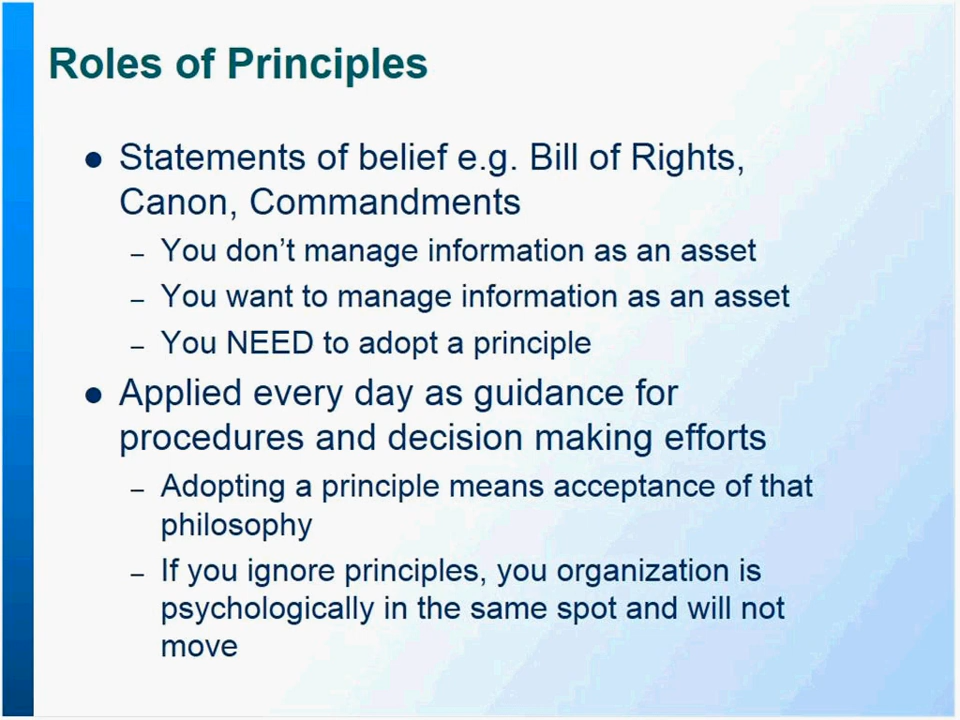 Roles of Principles
● Statements of belief e.g. Bill of Rights,
Canon, Commandments
– You don't manage information as an asset
– You want to manage information as an asset
– You NEED to adopt a principle
● Applied every day as guidance for
procedures and decision making efforts
– Adopting a principle means acceptance of that
philosophy
– If you ignore principles, you organization is
psychologically in the same spot and will not
move